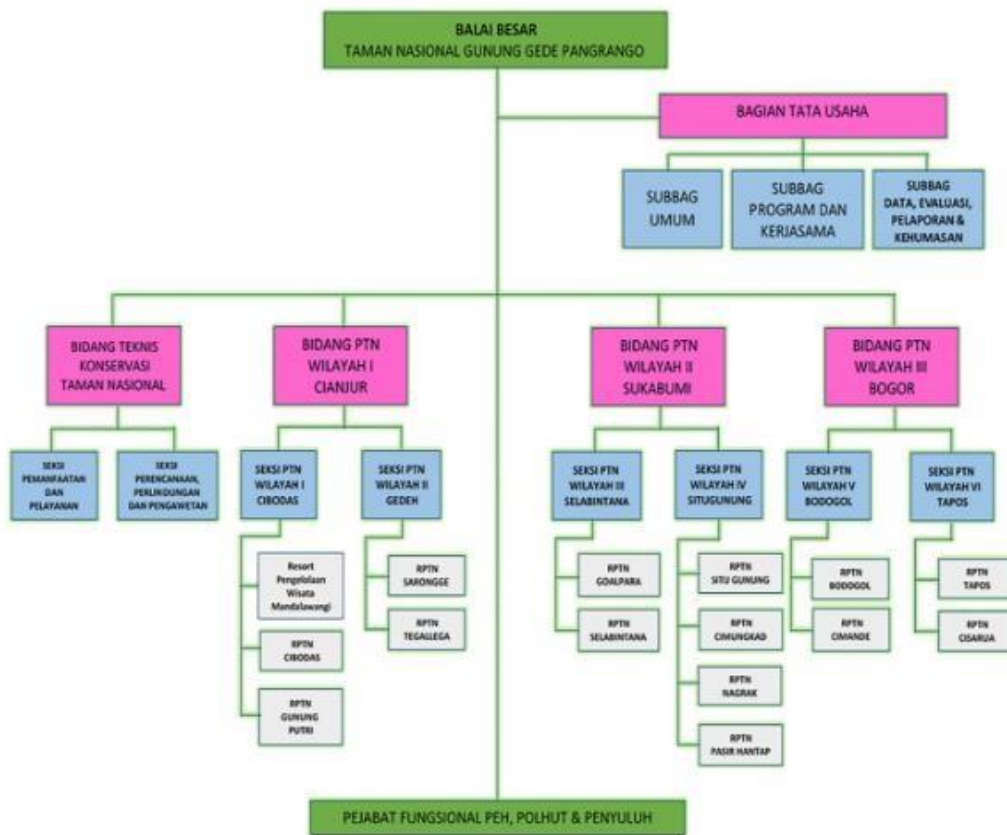 BALAI BESAR
TAMAN NASIONAL GUNUNG GEDE PANGRANGO
BAGIAN TATA USAHA
SUBBAG
UMUM
SUBBAG
PROGRAM DAN
KERJASAMA
SUBBAG
DATA, EVALUASI,
PELAPORAN &
KEHUMASAN
BIDANG TEKNIS
KONSERVASI
TAMAN NASIONAL
BIDANG PTN
WILAYAH I
CIANJUR
BIDANG PTN
WILAYAH II
SUKABUMI
BIDANG PTN
WILAYAH III
BOGOR
SEKSI
PEMANFAATAN
DAN
PELAYANAN
SEKSI
PERENCANAAN,
PERLINDUNGAN
DAN PENGAWETAN
SEKSI PTN
WILAYAH I
CIBODAS
SEKSI PTN
WILAYAH II
GEDEH
SEKSI PTN
WILAYAH III
SELABINTANA
SEKSI PTN
WILAYAH IV
SITUGUNUNG
SEKSI PTN
WILAYAH V
BODOGOL
SEKSI PTN
WILAYAH VI
TAPOS
Resort
Pengelolaan
Wisata
Mandalawangi
RPTN
CIBODAS
RPTN
GUNUNG
PUTRI
RPTN
SARONGGE
RPTN
TEGALLEGA
RPTN
GOALPARA
RPTN
SELABINTANA
RPTN
SITU GUNUNG
RPTN
CIMUNGKAD
RPTN
NAGRAK
RPTN
PASIR HANTAP
RPTN
BODOGOL
RPTN
CIMANDE
RPTN
TAPOS
RPTN
CISARUA
PEJABAT FUNGSIONAL PEH, POLHUT & PENYULUH